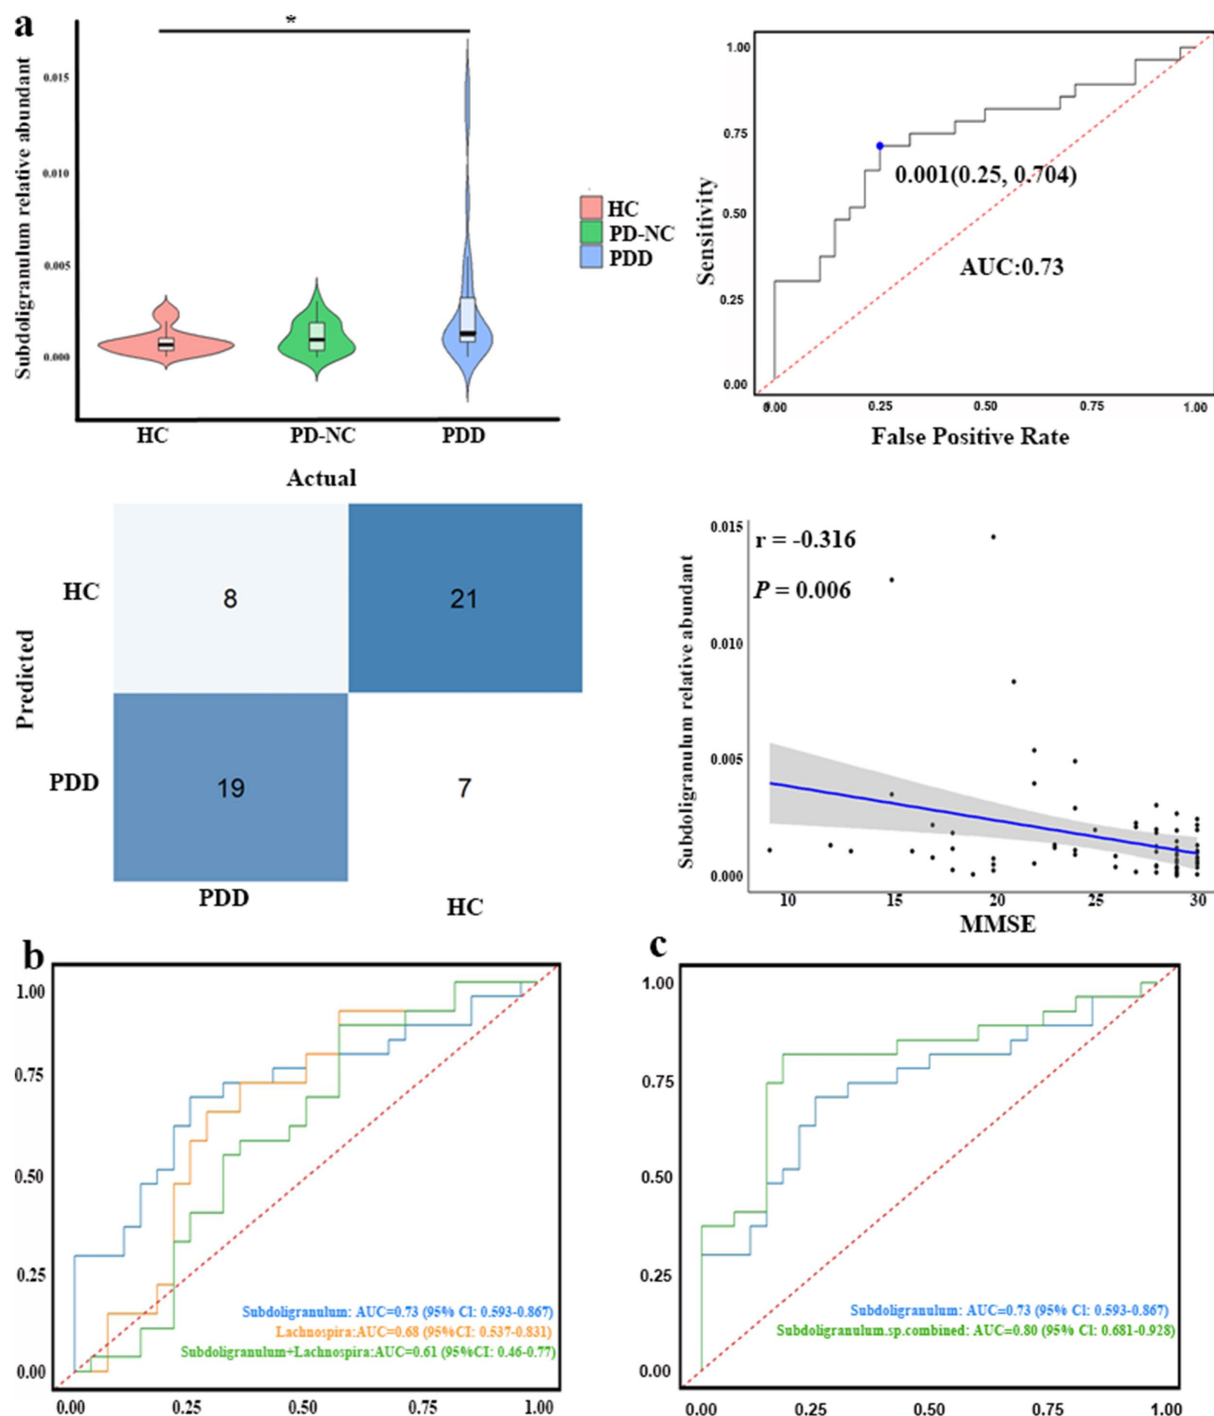 a
*
Subdoligranulum relative abundant
0.015
0.010
0.005
0.000
HC
PD-NC
PDD
HC
PD-NC
PDD
Sensitivity
1.00
0.75
0.50
0.25
0.00
0.001(0.25, 0.704)
AUC:0.73
0.00
0.25
0.50
0.75
1.00
False Positive Rate
Actual
Predicted
HC
8
21
PDD
19
7
PDD
HC
Subdoligranulum relative abundant
0.015
0.010
0.005
0.000
r = -0.316
P = 0.006
10
15
20
25
30
MMSE
b
1.00
0.75
0.50
0.25
0.00
Subdoligranulum: AUC=0.73 (95% CI: 0.593-0.867)
Lachnospira:AUC=0.68 (95%CI: 0.537-0.831)
Subdoligranulum+Lachnospira:AUC=0.61 (95%CI: 0.46-0.77)
0.00
0.25
0.50
0.75
1.00
c
1.00
0.75
0.50
0.25
0.00
Subdoligranulum: AUC=0.73 (95% CI: 0.593-0.867)
Subdoligranulum.sp.combined: AUC=0.80 (95% CI: 0.681-0.928)
0.00
0.25
0.50
0.75
1.00